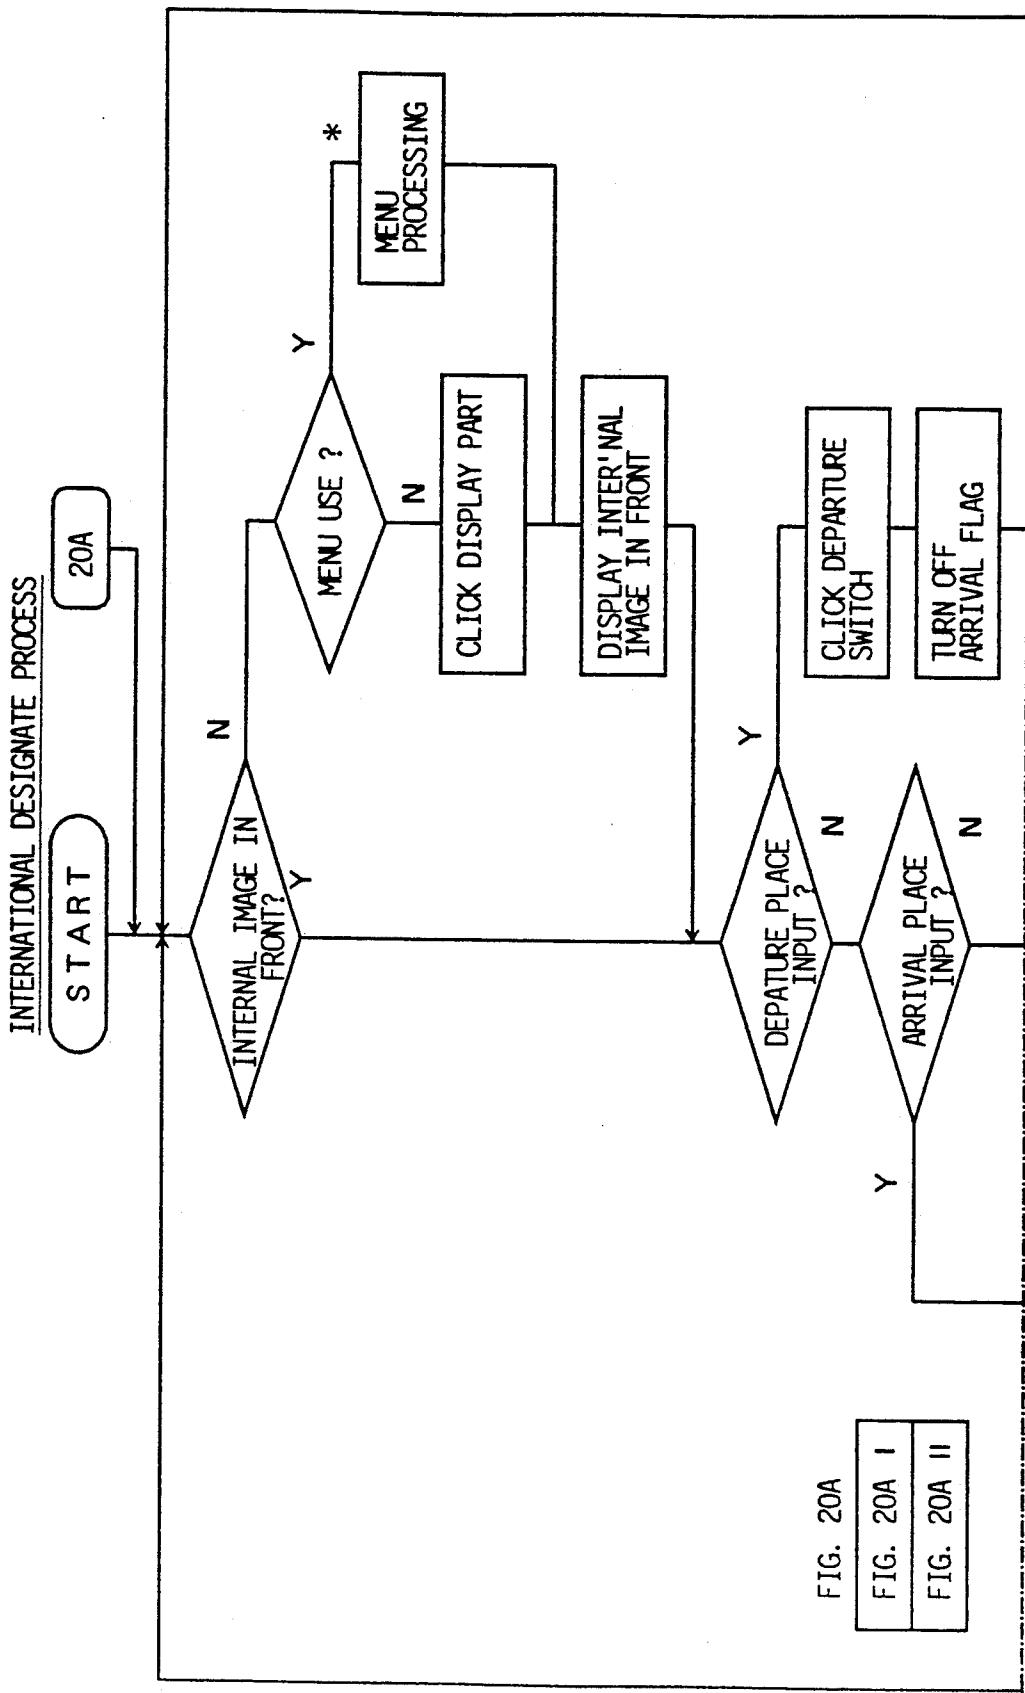 INTERNATIONAL DESIGNATE PROCESS
START
20A
INTERNAL IMAGE IN
FRONT?
N
Y
MENU USE ?
Y
N
*
MENU
PROCESSING
CLICK DISPLAY PART
DISPLAY INTER'NAL
IMAGE IN FRONT
DEPATURE PLACE
INPUT ?
Y
N
CLICK DEPARTURE
SWITCH
TURN OFF
ARRIVAL FLAG
ARRIVAL PLACE
INPUT ?
Y
N
FIG. 20A
FIG. 20A I
FIG. 20A II